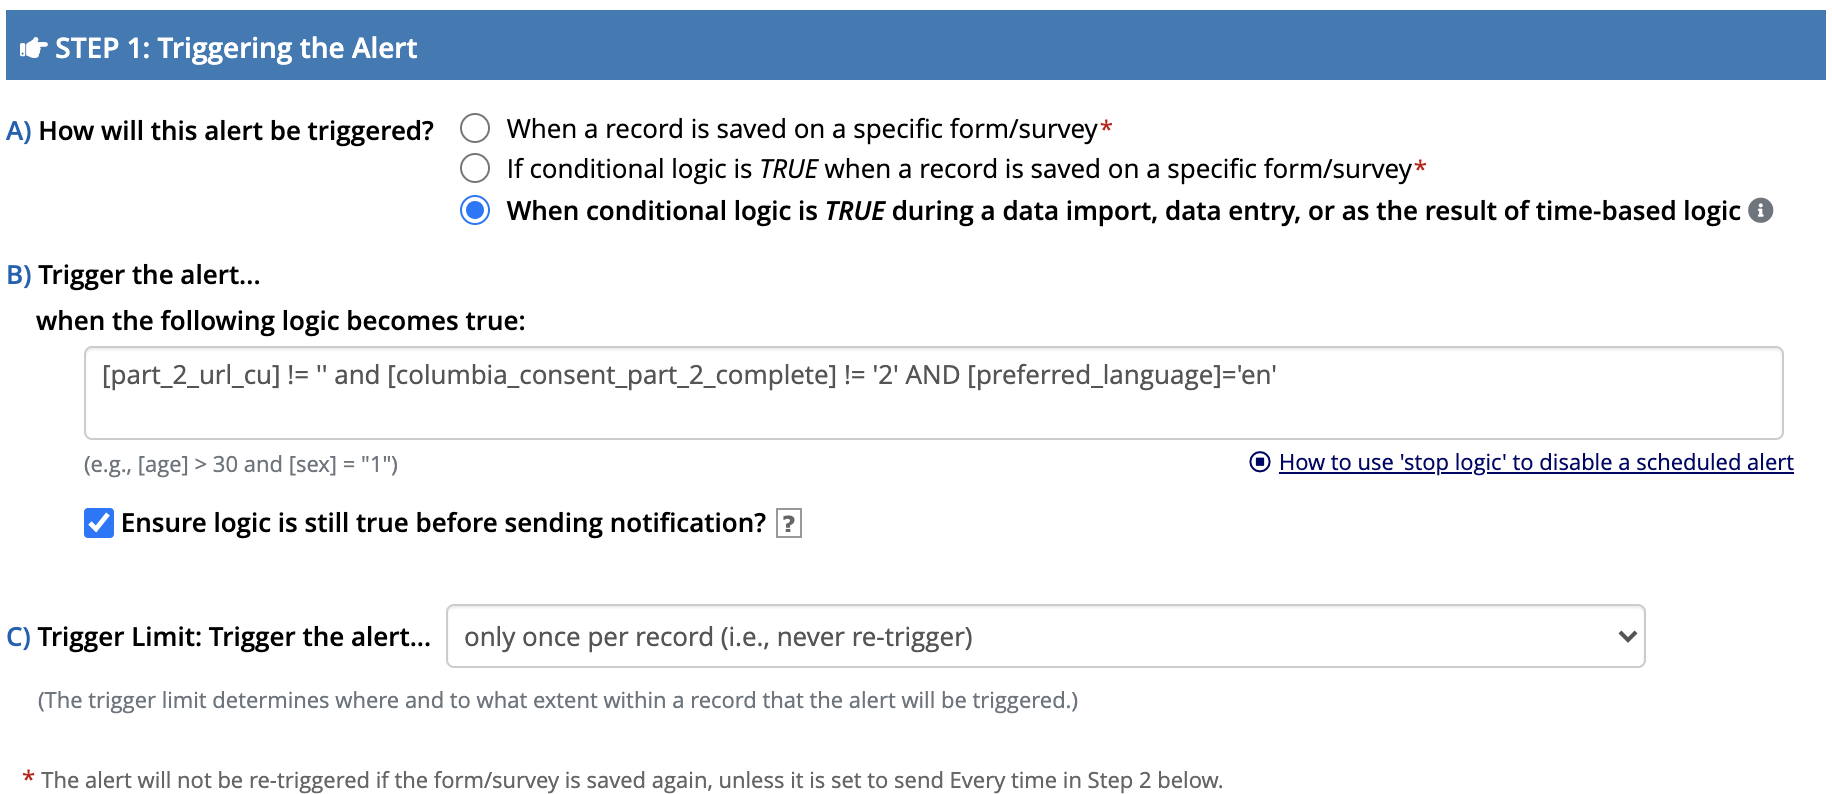 STEP 1: Triggering the Alert
A) How will this alert be triggered?
When a record is saved on a specific form/survey*
If conditional logic is TRUE when a record is saved on a specific form/survey*
When conditional logic is TRUE during a data import, data entry, or as the result of time-based logic
B) Trigger the alert...
when the following logic becomes true:
[part_2_url_cu] != '' and [columbia_consent_part_2_complete] != '2' AND [preferred_language]='en'
(e.g., [age] > 30 and [sex] = "1")
How to use 'stop logic' to disable a scheduled alert
Ensure logic is still true before sending notification? ?
C) Trigger Limit: Trigger the alert... only once per record (i.e., never re-trigger)
(The trigger limit determines where and to what extent within a record that the alert will be triggered.)
* The alert will not be re-triggered if the form/survey is saved again, unless it is set to send Every time in Step 2 below.